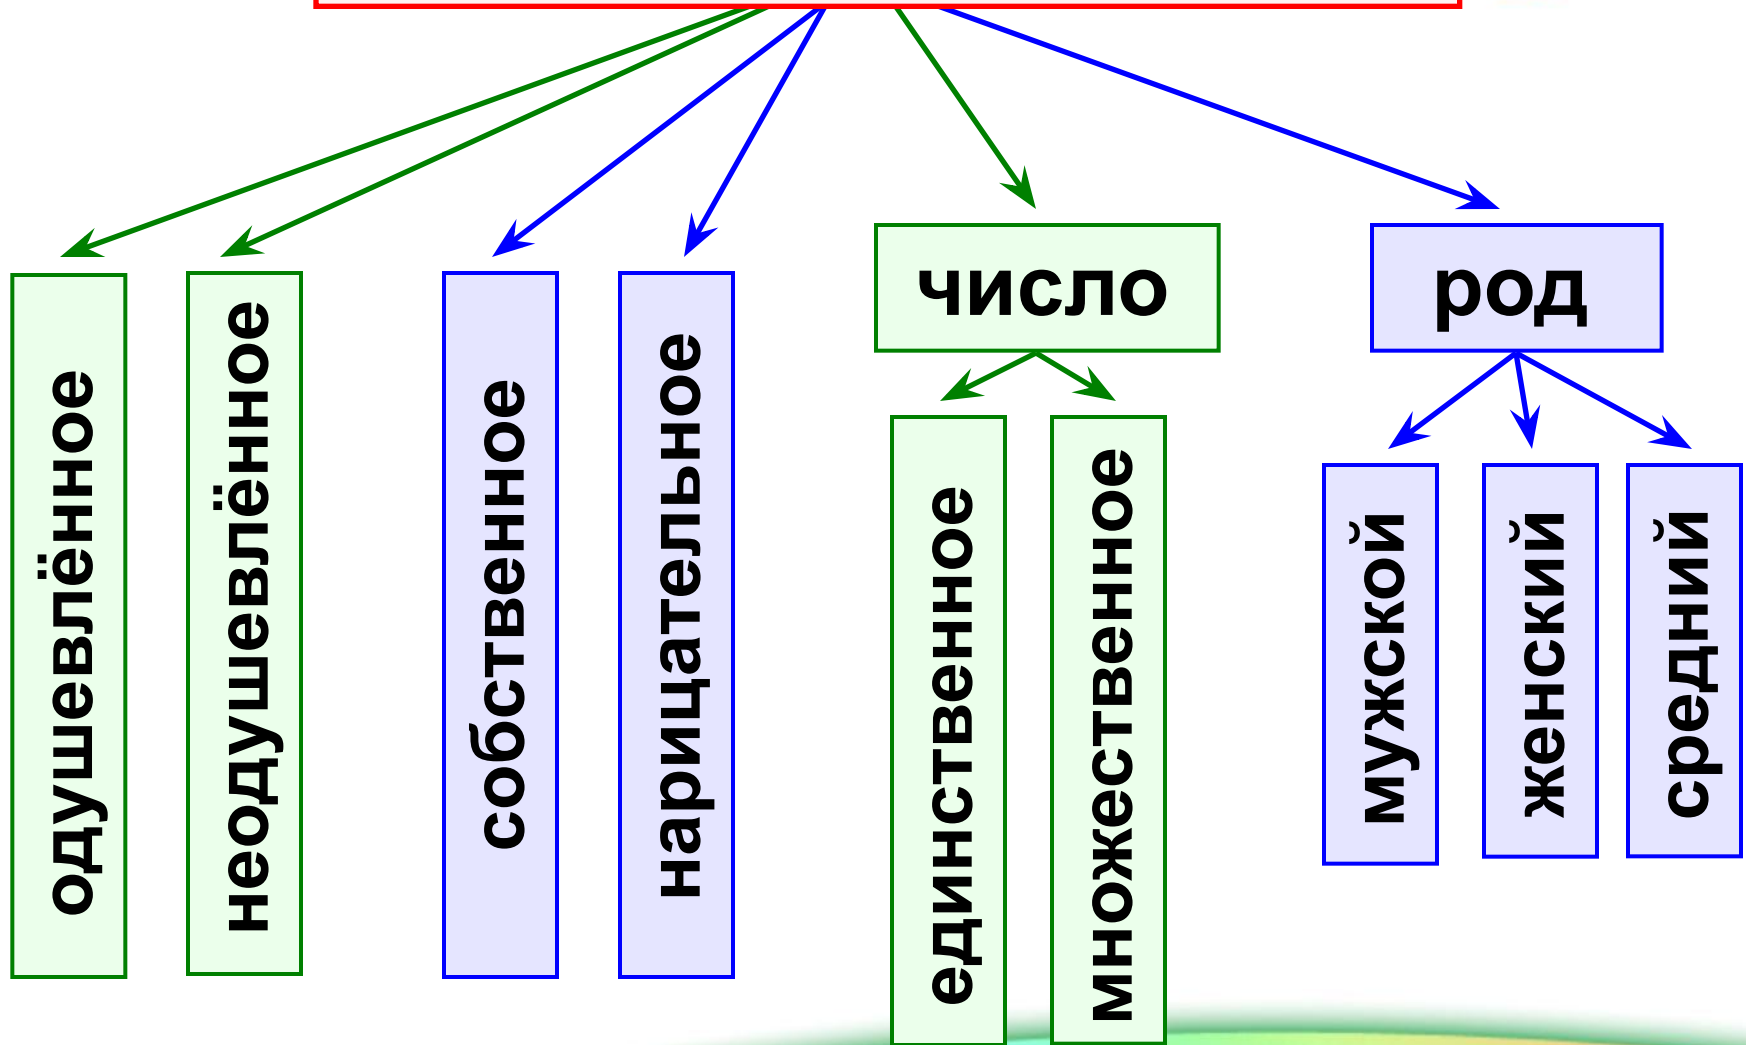 одушевлённое
неодушевлённое
собственное
нарицательное
число
единственное
множественное
род
мужской
женский
средний